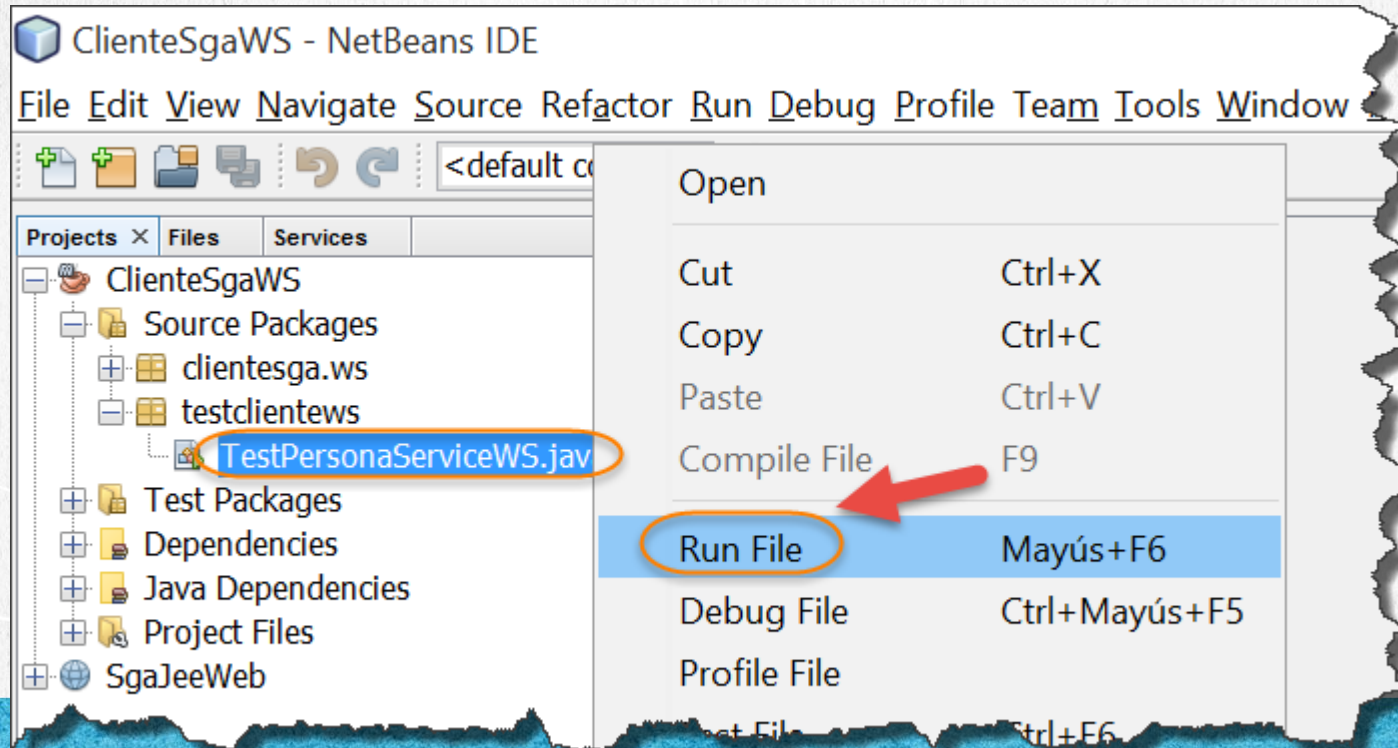 ClienteSgaWS - NetBeans IDE
File Edit View Navigate Source Refactor Run Debug Profile Team Tools Window
<default co
Projects × Files Services
ClienteSgaWS
Source Packages
clientesga.ws
testclientews
TestPersonaServiceWS.jav
Test Packages
Dependencies
Java Dependencies
Project Files
SgaJeeWeb
Open
Cut Ctrl+X
Copy Ctrl+C
Paste Ctrl+V
Compile File F9
Run File Mayús+F6
Debug File Ctrl+Mayús+F5
Profile File